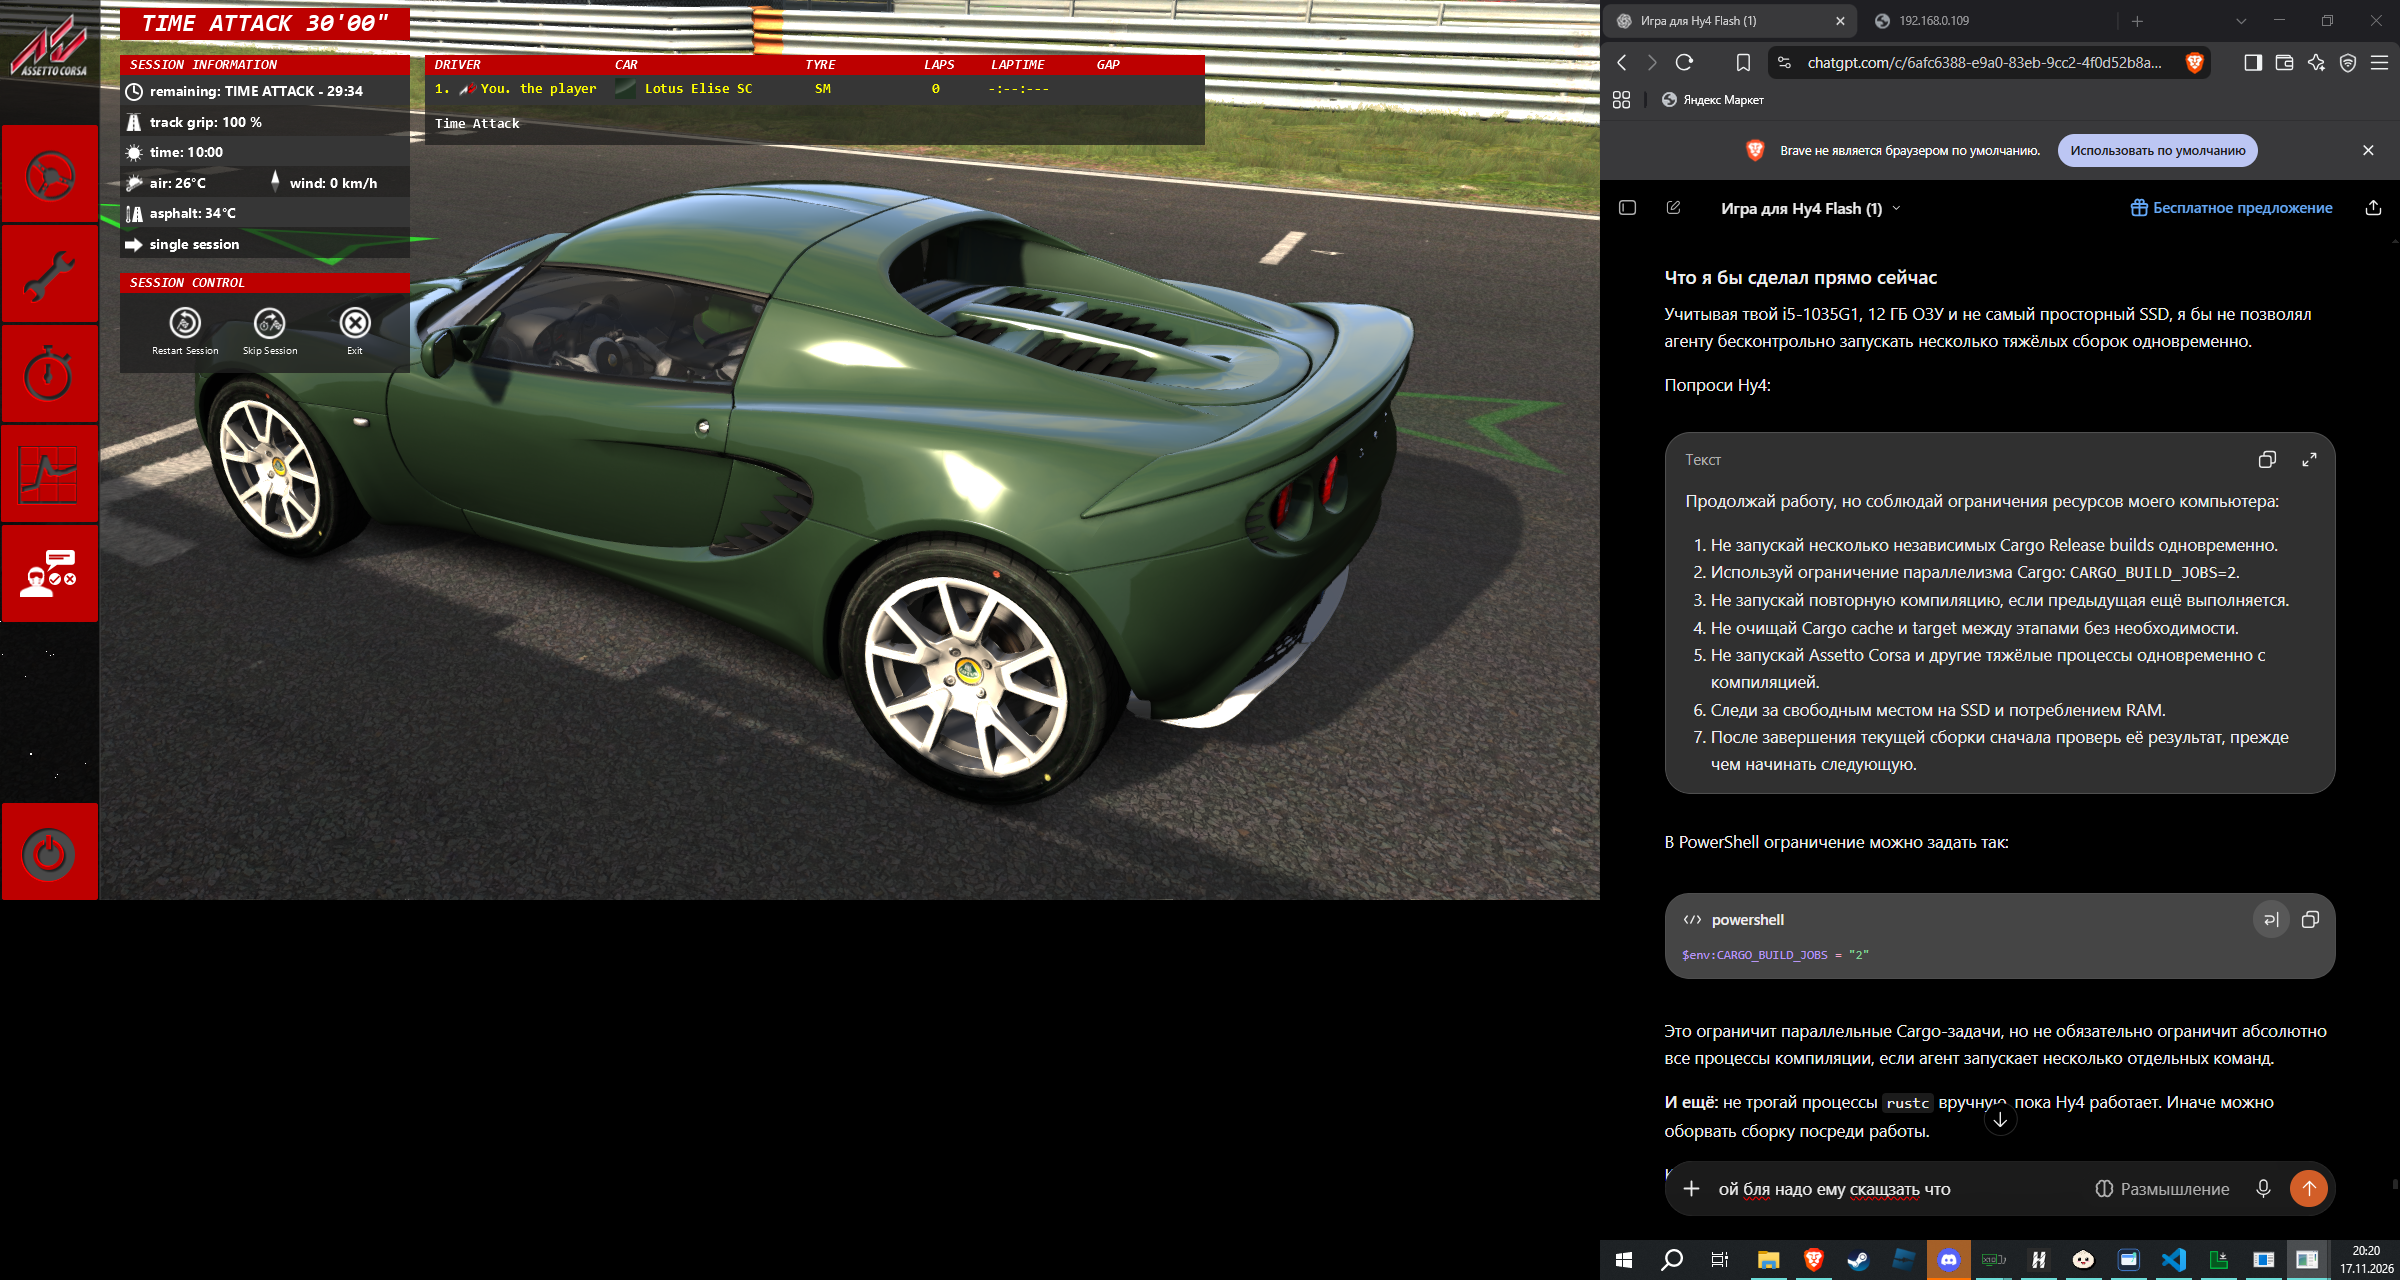 ASSETTO CORSA
TIME ATTACK 30'00"
SESSION INFORMATION
remaining: TIME ATTACK - 29:34
track grip: 100 %
time: 10:00
air: 26°C wind: 0 km/h
asphalt: 34°C
single session
SESSION CONTROL
Restart Session Skip Session Exit
DRIVER CAR TYRE LAPS LAPTIME GAP
1. You. the player Lotus Elise SC SM 0 -:--:---
Time Attack
Игра для Hy4 Flash (1)
192.168.0.109
chatgpt.com/c/6afc6388-e9a0-83eb-9cc2-4f0d52b8a...
Яндекс Маркет
Brave не является браузером по умолчанию. Использовать по умолчанию
Игра для Hy4 Flash (1) Бесплатное предложение
Что я бы сделал прямо сейчас
Учитывая твой i5-1035G1, 12 ГБ ОЗУ и не самый просторный SSD, я бы не позволял
агенту бесконтрольно запускать несколько тяжёлых сборок одновременно.
Попроси Hy4:
Текст
Продолжай работу, но соблюдай ограничения ресурсов моего компьютера:
1. Не запускай несколько независимых Cargo Release builds одновременно.
2. Используй ограничение параллелизма Cargo: CARGO_BUILD_JOBS=2.
3. Не запускай повторную компиляцию, если предыдущая ещё выполняется.
4. Не очищай Cargo cache и target между этапами без необходимости.
5. Не запускай Assetto Corsa и другие тяжёлые процессы одновременно с
компиляцией.
6. Следи за свободным местом на SSD и потреблением RAM.
7. После завершения текущей сборки сначала проверь её результат, прежде
чем начинать следующую.
В PowerShell ограничение можно задать так:
powershell
$env:CARGO_BUILD_JOBS = "2"
Это ограничит параллельные Cargo-задачи, но не обязательно ограничит абсолютно
все процессы компиляции, если агент запускает несколько отдельных команд.
И ещё: не трогай процессы rustc вручную, пока Hy4 работает. Иначе можно
оборвать сборку посреди работы.
ой бля надо ему скащзать что Размышление
20:20
17.11.2026